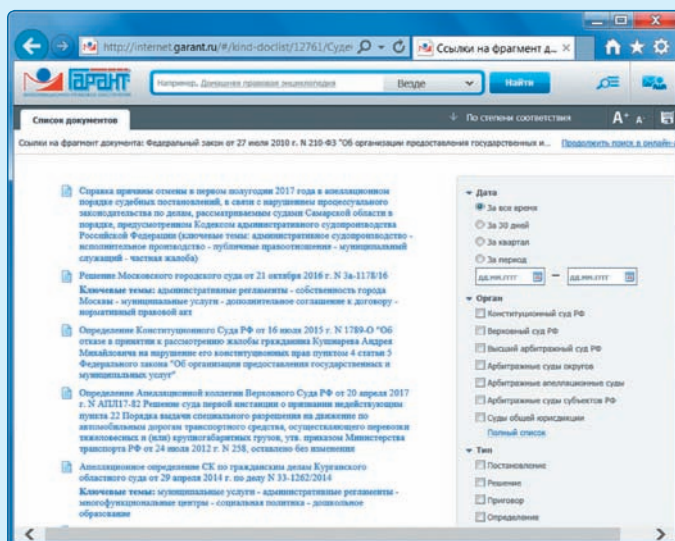 http://internet.garant.ru/#/kind-doclist/12761/Суде
Ссылки на фрагмент д... ×
ГАРАНТ
Например, Домашняя правовая энциклопедия
Везде
Найти
Список документов
По степени соответствия
A+ A-
Ссылки на фрагмент документа: Федеральный закон от 27 июля 2010 г. N 210-ФЗ "Об организации предоставления государственных и...
Продолжить поиск в онлайн-
Справка причины отмены в первом полугодии 2017 года в апелляционном
порядке судебных постановлений, в связи с нарушением процессуального
законодательства по делам, рассматриваемым судами Самарской области в
порядке, предусмотренном Кодексом административного судопроизводства
Российской Федерации (ключевые темы: административное судопроизводство -
исполнительное производство - публичные правоотношения - муниципальный
служащий - частная жалоба)
Решение Московского городского суда от 21 октября 2016 г. N 3а-1178/16
Ключевые темы: административные регламенты - собственность города
Москвы - муниципальные услуги - дополнительное соглашение к договору -
нормативный правовой акт
Определение Конституционного Суда РФ от 16 июля 2015 г. N 1789-О "Об
отказе в принятии к рассмотрению жалобы гражданина Кушнарева Андрея
Михайловича на нарушение его конституционных прав пунктом 4 статьи 5
Федерального закона "Об организации предоставления государственных и
муниципальных услуг"
Определение Апелляционной коллегии Верховного Суда РФ от 20 апреля 2017
г. N АПЛ17-82 Решение суда первой инстанции о признании недействующим
пункта 22 Порядка выдачи специального разрешения на движение по
автомобильным дорогам транспортного средства, осуществляющего перевозки
тяжеловесных и (или) крупногабаритных грузов, утв. приказом Министерства
транспорта РФ от 24 июля 2012 г. N 258, оставлено без изменения
Апелляционное определение СК по гражданским делам Курганского
областного суда от 29 апреля 2014 г. по делу N 33-1262/2014
Ключевые темы: муниципальные услуги - административные регламенты -
многофункциональные центры - социальная политика - дошкольное
образование
Дата
За все время
За 30 дней
За квартал
За период
дд.мм.гггг — дд.мм.гггг
Орган
Конституционный суд РФ
Верховный суд РФ
Высший арбитражный суд РФ
Арбитражные суды округов
Арбитражные апелляционные суды
Арбитражные суды субъектов РФ
Суды общей юрисдикции
Полный список
Тип
Постановление
Решение
Приговор
Определение